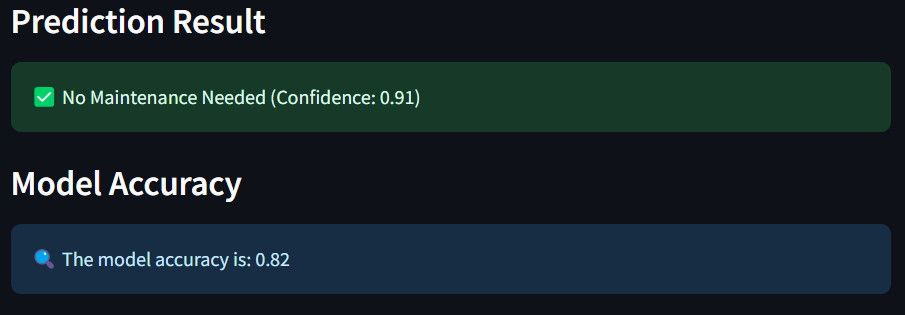 Prediction Result
✅ No Maintenance Needed (Confidence: 0.91)
Model Accuracy
🔍 The model accuracy is: 0.82